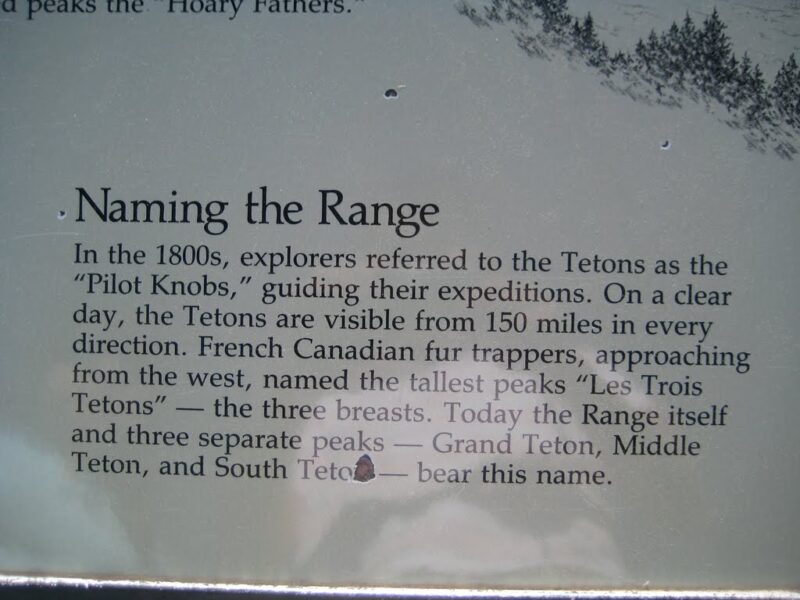 d peaks the "Hoary Fathers."
Naming the Range
In the 1800s, explorers referred to the Tetons as the
"Pilot Knobs," guiding their expeditions. On a clear
day, the Tetons are visible from 150 miles in every
direction. French Canadian fur trappers, approaching
from the west, named the tallest peaks "Les Trois
Tetons" — the three breasts. Today the Range itself
and three separate peaks — Grand Teton, Middle
Teton, and South Teton — bear this name.